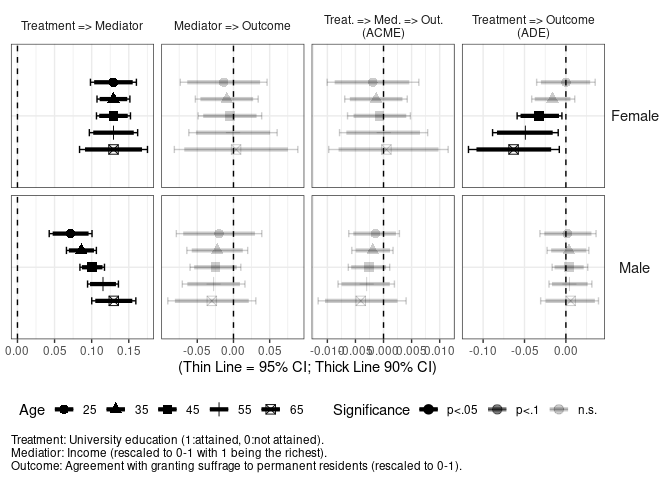 Treatment => Mediator
Mediator => Outcome
Treat. => Med. => Out.
(ACME)
Treatment => Outcome
(ADE)
Female
Male
0.00 0.05 0.10 0.15
-0.05 0.00 0.05
-0.010 0.005 0.000 0.005 0.010
-0.10 -0.05 0.00
(Thin Line = 95% CI; Thick Line 90% CI)
Age 25 35 45 55 65 Significance p<.05 p<.1 n.s.
Treatment: University education (1:attained, 0:not attained).
Mediatior: Income (rescaled to 0-1 with 1 being the richest).
Outcome: Agreement with granting suffrage to permanent residents (rescaled to 0-1).